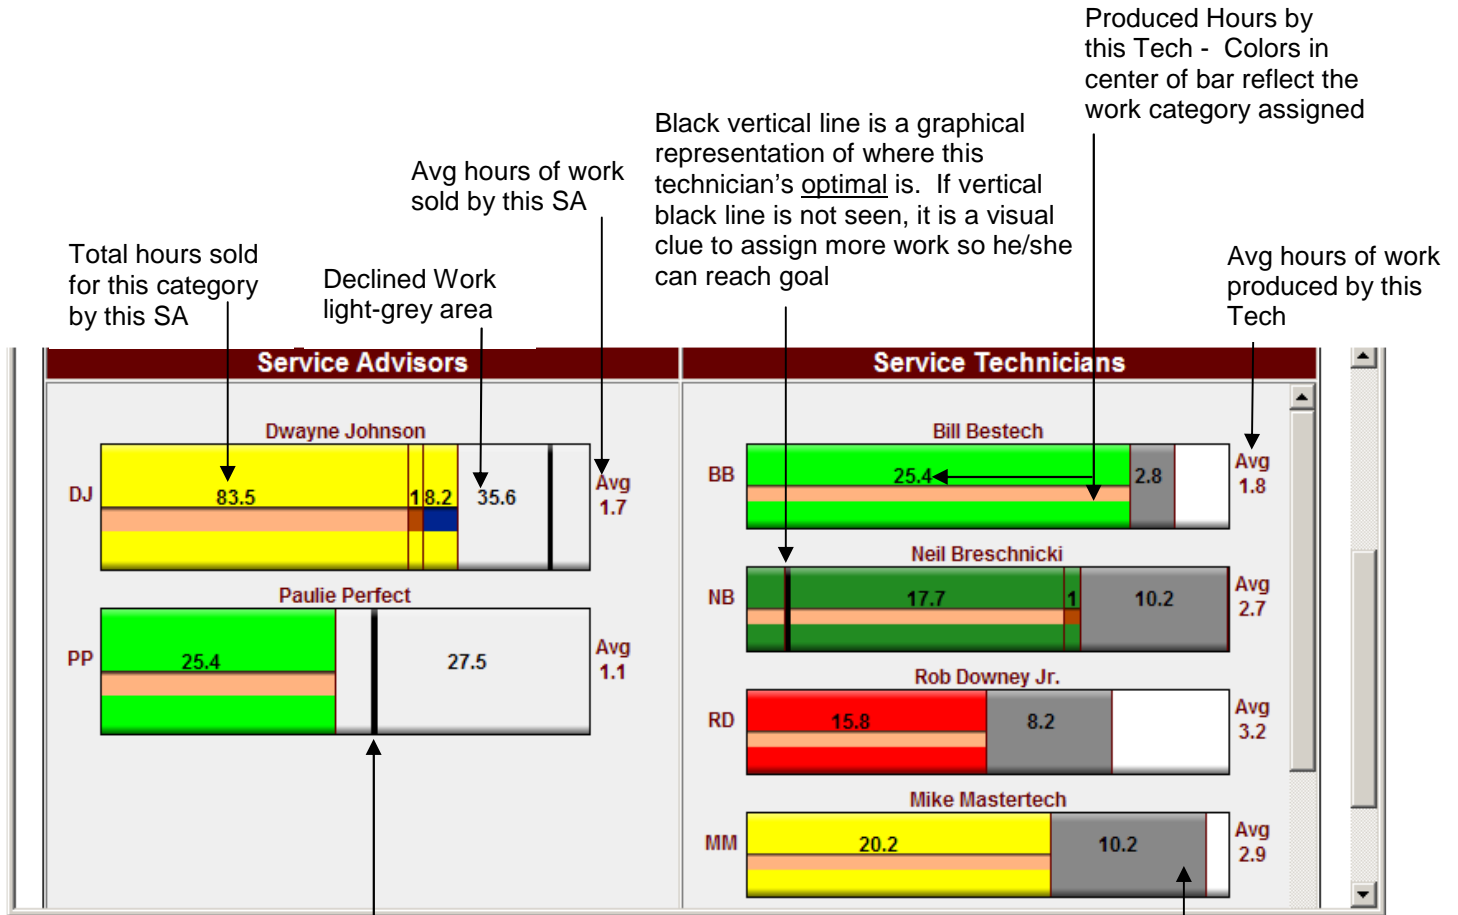 Produced Hours by
this Tech -  Colors in
center of bar reflect the
work category assigned
Black vertical line is a graphical
representation of where this
technician's optimal is.  If vertical
black line is not seen, it is a visual
clue to assign more work so he/she
can reach goal
Avg hours of work
sold by this SA
Total hours sold
for this category
by this SA
Declined Work
light-grey area
Avg hours of work
produced by this
Tech
Service Advisors
Dwayne Johnson
DJ
83.5
1
8.2
35.6
Avg
1.7
Paulie Perfect
PP
25.4
27.5
Avg
1.1
Service Technicians
Bill Bestech
BB
25.4
2.8
Avg
1.8
Neil Breschnicki
NB
17.7
1
10.2
Avg
2.7
Rob Downey Jr.
RD
15.8
8.2
Avg
3.2
Mike Mastertech
MM
20.2
10.2
Avg
2.9